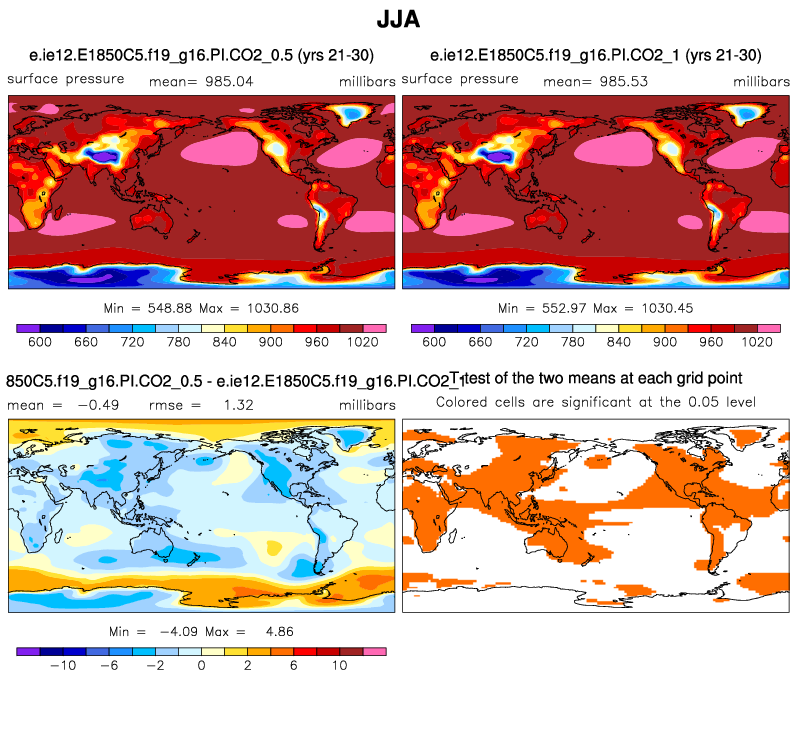 JJA
e.ie12.E1850C5.f19_g16.PI.CO2_0.5 (yrs 21-30)
surface pressure mean= 985.04 millibars
Min = 548.88 Max = 1030.86
600 660 720 780 840 900 960 1020
e.ie12.E1850C5.f19_g16.PI.CO2_1 (yrs 21-30)
surface pressure mean= 985.53 millibars
Min = 552.97 Max = 1030.45
600 660 720 780 840 900 960 1020
850C5.f19_g16.PI.CO2_0.5 - e.ie12.E1850C5.f19_g16.PI.CO2_1
mean = -0.49 rmse = 1.32 millibars
Min = -4.09 Max = 4.86
-10 -6 -2 0 2 6 10
T-test of the two means at each grid point
Colored cells are significant at the 0.05 level